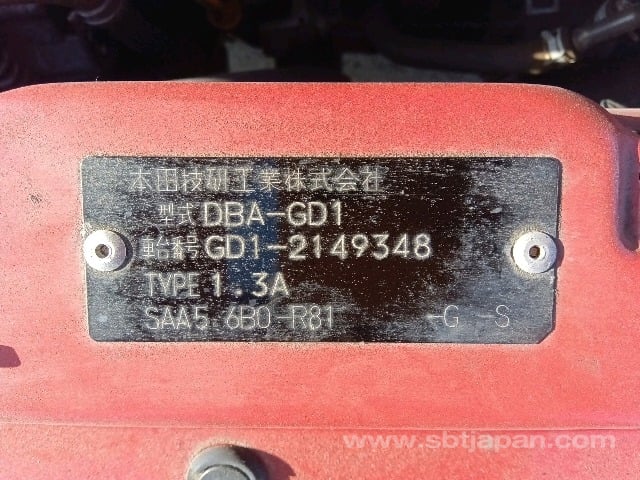 本田技研工業株式会社
型式 DBA-GD1
車台番号 GD1-2149348
TYPE 1.3A
SAA5 6B0-R81 -G -S
www.sbtjapan.com